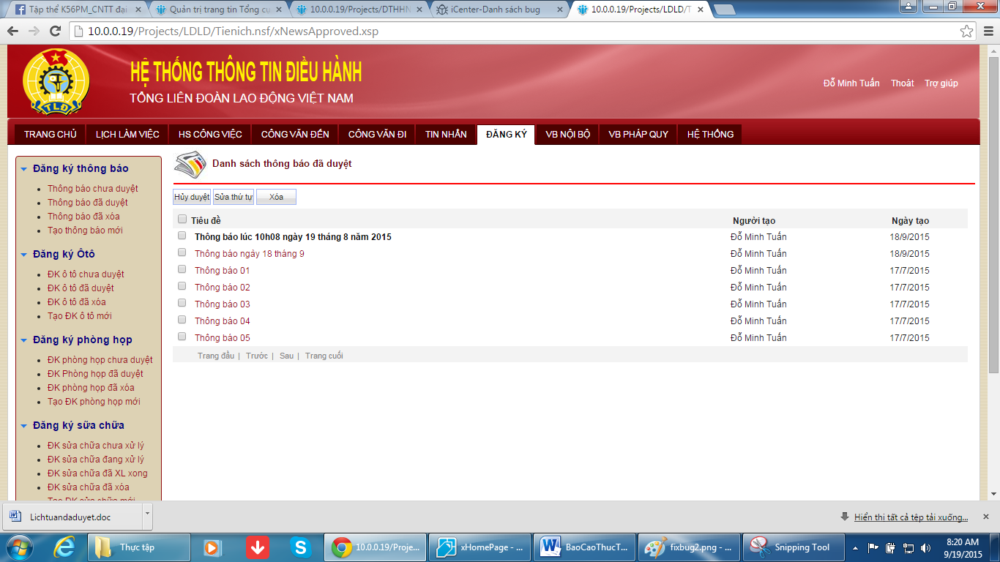 Tập thể K56PM_CNTT đại
Quản trị trang tin Tổng cụ
10.0.0.19/Projects/DTHHN
iCenter-Danh sách bug
10.0.0.19/Projects/LDLD/T
10.0.0.19/Projects/LDLD/Tienich.nsf/xNewsApproved.xsp
TLĐ
HỆ THỐNG THÔNG TIN ĐIỀU HÀNH
TỔNG LIÊN ĐOÀN LAO ĐỘNG VIỆT NAM
Đỗ Minh Tuấn Thoát Trợ giúp
TRANG CHỦ LỊCH LÀM VIỆC HS CÔNG VIỆC CÔNG VĂN ĐẾN CÔNG VĂN ĐI TIN NHẮN ĐĂNG KÝ VB NỘI BỘ VB PHÁP QUY HỆ THỐNG
Đăng ký thông báo
Thông báo chưa duyệt
Thông báo đã duyệt
Thông báo đã xóa
Tạo thông báo mới
Đăng ký Ôtô
ĐK ô tô chưa duyệt
ĐK ô tô đã duyệt
ĐK ô tô đã xóa
Tạo ĐK ô tô mới
Đăng ký phòng họp
ĐK phòng họp chưa duyệt
ĐK Phòng họp đã duyệt
ĐK phòng họp đã xóa
Tạo ĐK phòng họp mới
Đăng ký sữa chữa
ĐK sửa chữa chưa xử lý
ĐK sửa chữa đang xử lý
ĐK sửa chữa đã XL xong
ĐK sửa chữa đã xóa
Tạo ĐK sửa chữa mới
Danh sách thông báo đã duyệt
Hủy duyệt Sửa thứ tự Xóa
Tiêu đề Người tạo Ngày tạo
Thông báo lúc 10h08 ngày 19 tháng 8 năm 2015 Đỗ Minh Tuấn 18/9/2015
Thông báo ngày 18 tháng 9 Đỗ Minh Tuấn 18/9/2015
Thông báo 01 Đỗ Minh Tuấn 17/7/2015
Thông báo 02 Đỗ Minh Tuấn 17/7/2015
Thông báo 03 Đỗ Minh Tuấn 17/7/2015
Thông báo 04 Đỗ Minh Tuấn 17/7/2015
Thông báo 05 Đỗ Minh Tuấn 17/7/2015
Trang đầu | Trước | Sau | Trang cuối
Lichtuandaduyet.doc
Hiển thị tất cả tệp tải xuống...
Thực tập
10.0.0.19/Proje...
xHomePage - ...
BaoCaoThucT...
fixbug2.png - ...
Snipping Tool
8:20 AM
9/19/2015